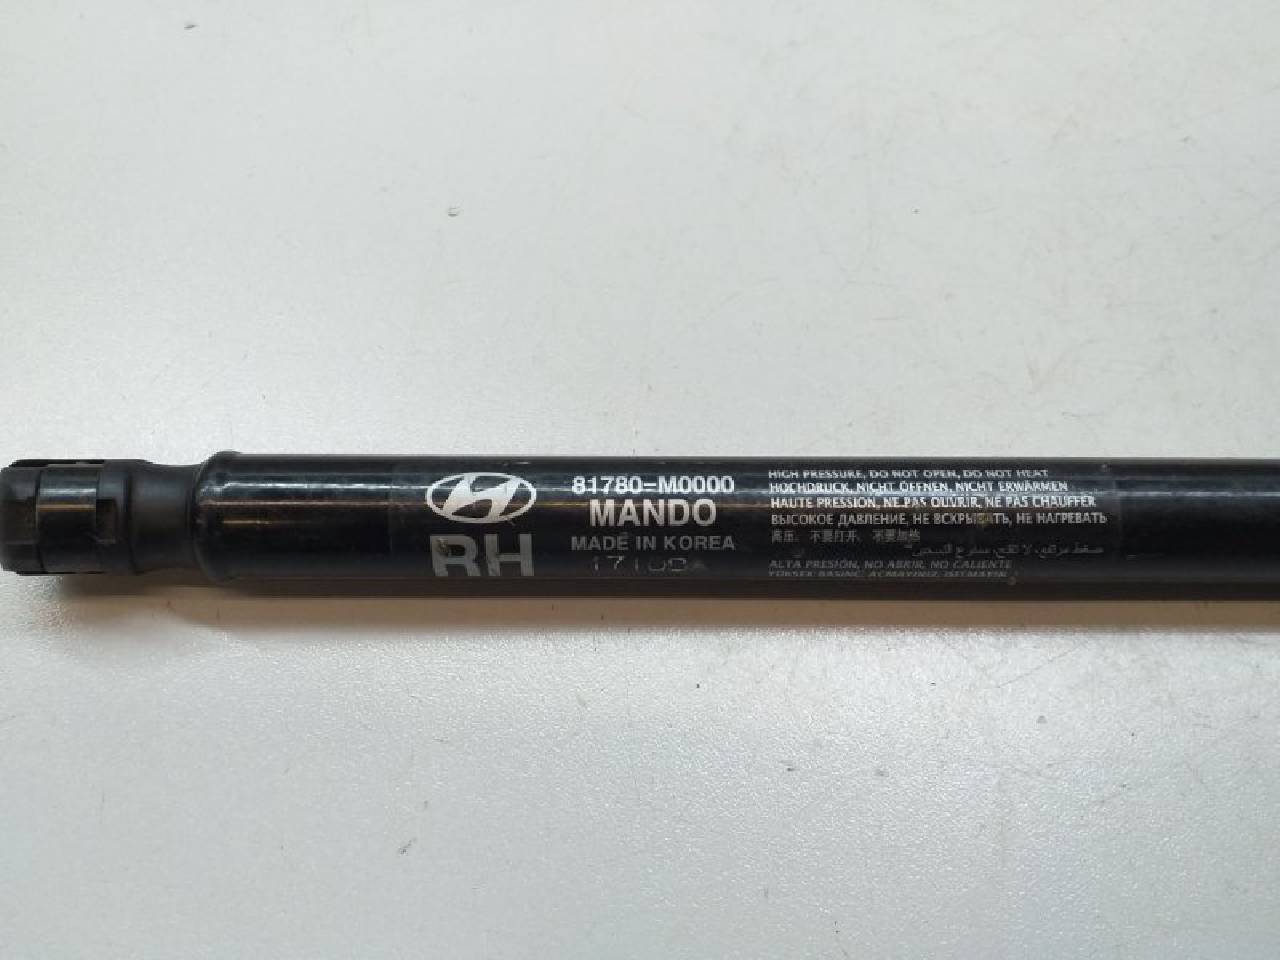 81780-M0000
MANDO
RH
MADE IN KOREA
HIGH PRESSURE, DO NOT OPEN, DO NOT HEAT
HOCHDRUCK, NICHT ÖFFNEN, NICHT ERWÄRMEN
HAUTE PRESSION, NE PAS OUVRIR, NE PAS CHAUFFER
ВЫСОКОЕ ДАВЛЕНИЕ, НЕ ВСКРЫВАТЬ, НЕ НАГРЕВАТЬ
高压、不要打开、不要加热
ALTA PRESIÓN, NO ABRIR, NO CALIENTE